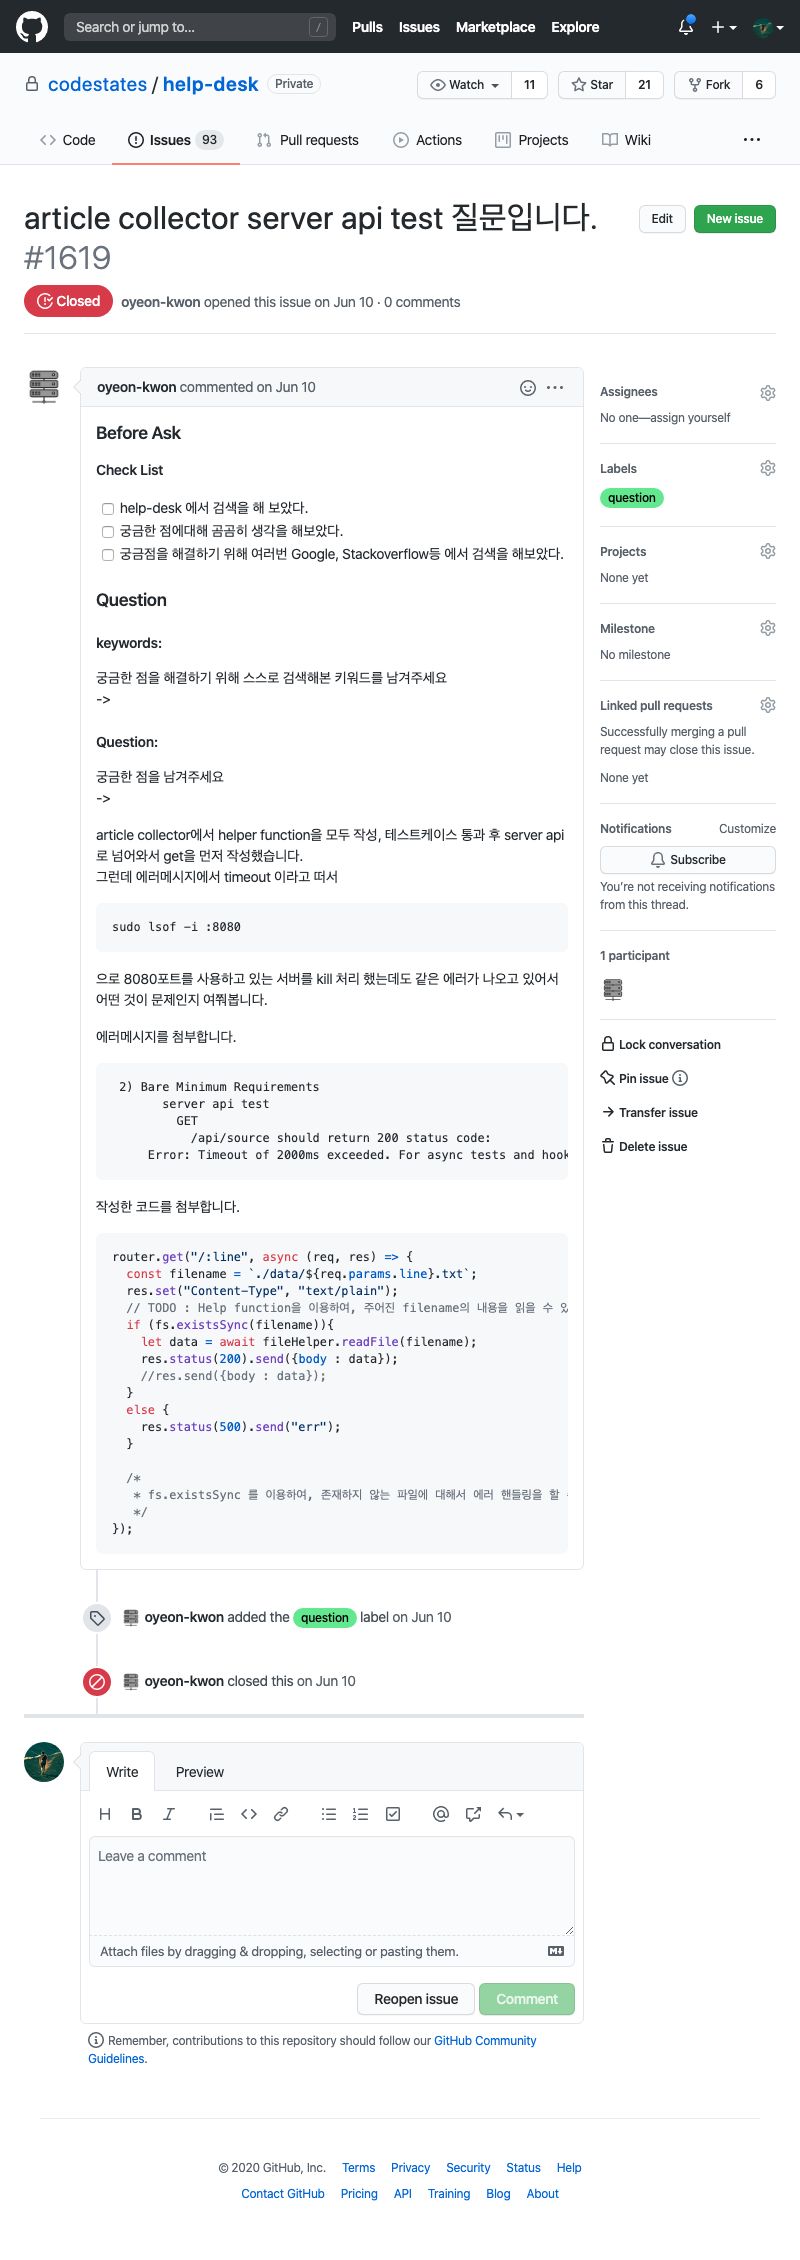 Search or jump to... /
Pulls Issues Marketplace Explore
codestates / help-desk Private
Watch 11 Star 21 Fork 6
Code Issues 93 Pull requests Actions Projects Wiki ...
article collector server api test 질문입니다.
#1619
Edit New issue
Closed oyeon-kwon opened this issue on Jun 10 · 0 comments
oyeon-kwon commented on Jun 10
Before Ask
Check List
help-desk 에서 검색을 해 보았다.
궁금한 점에대해 곰곰히 생각을 해보았다.
궁금점을 해결하기 위해 여러번 Google, Stackoverflow등 에서 검색을 해보았다.
Question
keywords:
궁금한 점을 해결하기 위해 스스로 검색해본 키워드를 남겨주세요
->
Question:
궁금한 점을 남겨주세요
->
article collector에서 helper function을 모두 작성, 테스트케이스 통과 후 server api
로 넘어와서 get을 먼저 작성했습니다.
그런데 에러메시지에서 timeout 이라고 떠서
sudo lsof -i :8080
으로 8080포트를 사용하고 있는 서버를 kill 처리 했는데도 같은 에러가 나오고 있어서
어떤 것이 문제인지 여쭤봅니다.
에러메시지를 첨부합니다.
2) Bare Minimum Requirements
server api test
GET
/api/source should return 200 status code:
Error: Timeout of 2000ms exceeded. For async tests and hook
작성한 코드를 첨부합니다.
router.get("/:line", async (req, res) => {
const filename = `./data/${req.params.line}.txt`;
res.set("Content-Type", "text/plain");
// TODO : Help function을 이용하여, 주어진 filename의 내용을 읽을 수 있
if (fs.existsSync(filename)){
let data = await fileHelper.readFile(filename);
res.status(200).send({body : data});
//res.send({body : data});
}
else {
res.status(500).send("err");
}
/*
* fs.existsSync 를 이용하여, 존재하지 않는 파일에 대해서 에러 핸들링을 할
*/
});
oyeon-kwon added the question label on Jun 10
oyeon-kwon closed this on Jun 10
Assignees
No one—assign yourself
Labels
question
Projects
None yet
Milestone
No milestone
Linked pull requests
Successfully merging a pull
request may close this issue.
None yet
Notifications Customize
Subscribe
You're not receiving notifications
from this thread.
1 participant
Lock conversation
Pin issue
Transfer issue
Delete issue
Write Preview
Leave a comment
Attach files by dragging & dropping, selecting or pasting them.
Reopen issue Comment
Remember, contributions to this repository should follow our GitHub Community
Guidelines.
© 2020 GitHub, Inc. Terms Privacy Security Status Help
Contact GitHub Pricing API Training Blog About